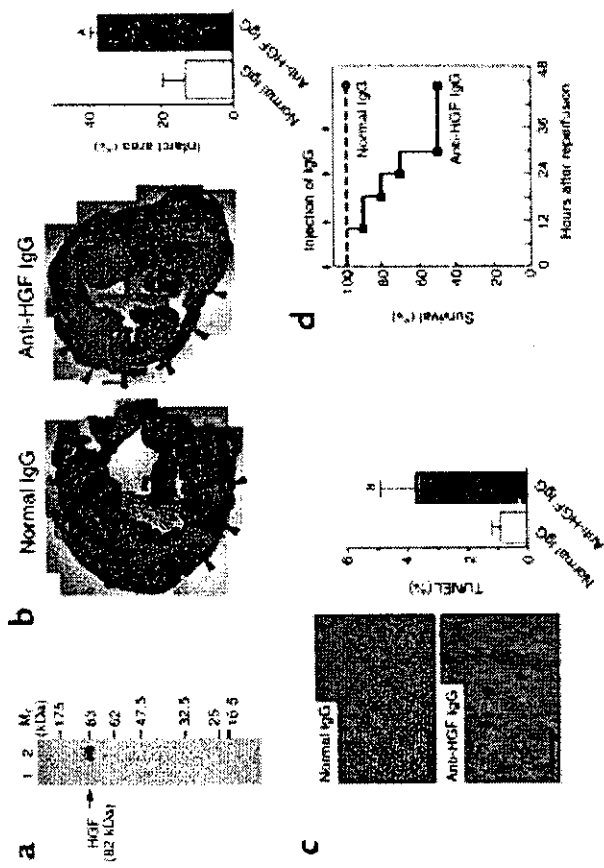 a
1 2 Mr
(kDa)
175
83
62
47.5
32.5
25
16.5
HGF
(82 kDa)
b
Normal IgG
Anti-HGF IgG
Infarct area (%)
40
20
0
Normal IgG
Anti-HGF IgG
c
Normal IgG
Anti-HGF IgG
TUNEL (%)
6
4
2
0
Normal IgG
Anti-HGF IgG
d
Injection of IgG
Survival (%)
100
80
60
40
20
0
Normal IgG
Anti-HGF IgG
0 12 24 36 48
Hours after reperfusion